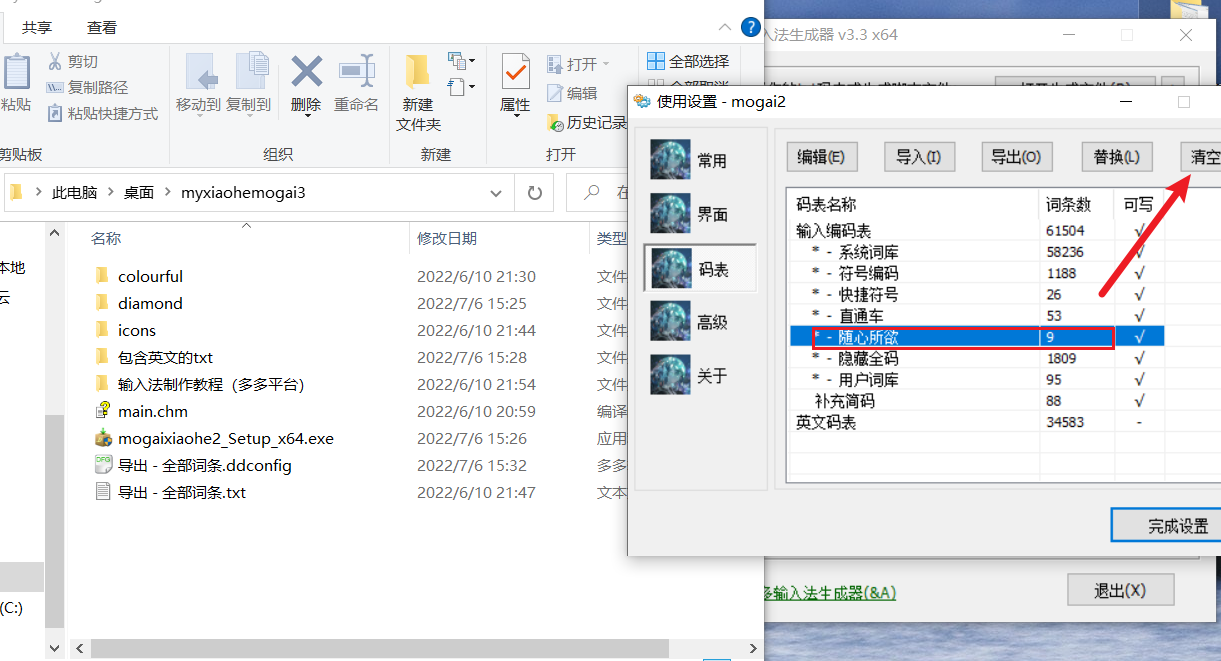 共享 查看
剪切
复制路径
粘贴快捷方式
粘贴
移动到 复制到 删除 重命名
新建
文件夹
属性
打开
编辑
历史记录
全部选择
剪贴板 组织 新建 打开
此电脑 桌面 myxiaohemogai3
在
名称 修改日期 类型
本地
云
(C:)
colourful 2022/6/10 21:30 文件
diamond 2022/7/6 15:25 文件
icons 2022/6/10 21:44 文件
包含英文的txt 2022/7/6 15:28 文件
输入法制作教程（多多平台） 2022/6/10 21:54 文件
main.chm 2022/6/10 20:59 编译
mogaixiaohe2_Setup_x64.exe 2022/7/6 15:26 应用
导出 - 全部词条.ddconfig 2022/7/6 15:32 多多
导出 - 全部词条.txt 2022/6/10 21:47 文本
入法生成器 v3.3 x64
使用设置 - mogai2
常用
界面
码表
高级
关于
编辑(E) 导入(I) 导出(O) 替换(L) 清空
码表名称 词条数 可写
输入编码表 61504 √
* - 系统词库 58236 √
* - 符号编码 1188 √
* - 快捷符号 26 √
* - 直通车 53 √
* - 随心所欲 9 √
* - 隐藏全码 1809 √
* - 用户词库 95 √
补充简码 88 √
英文码表 34583 -
完成设置
多输入法生成器(&A)
退出(X)